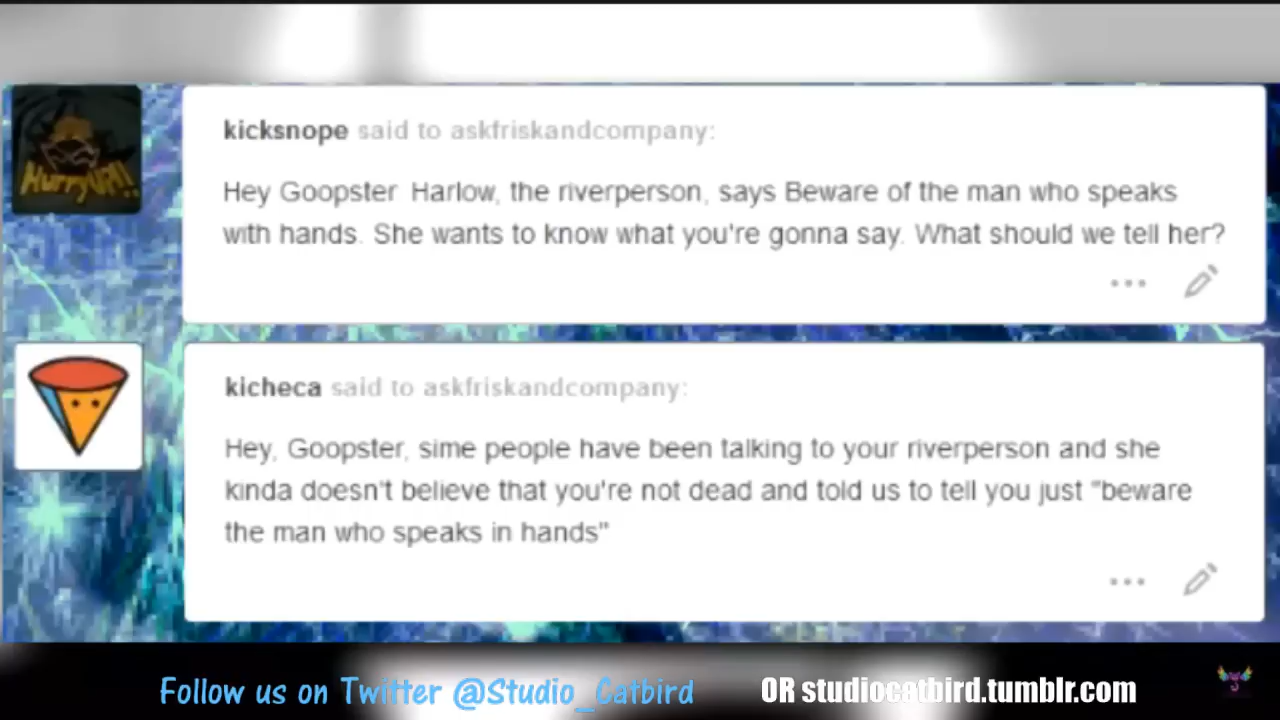 kicksnope said to askfriskandcompany:
Hey Goopster Harlow, the riverperson, says Beware of the man who speaks
with hands. She wants to know what you're gonna say. What should we tell her?
HurryUp!!
kicheca said to askfriskandcompany:
Hey, Goopster, sime people have been talking to your riverperson and she
kinda doesn't believe that you're not dead and told us to tell you just "beware
the man who speaks in hands"
Follow us on Twitter @Studio_Catbird OR studiocatbird.tumblr.com